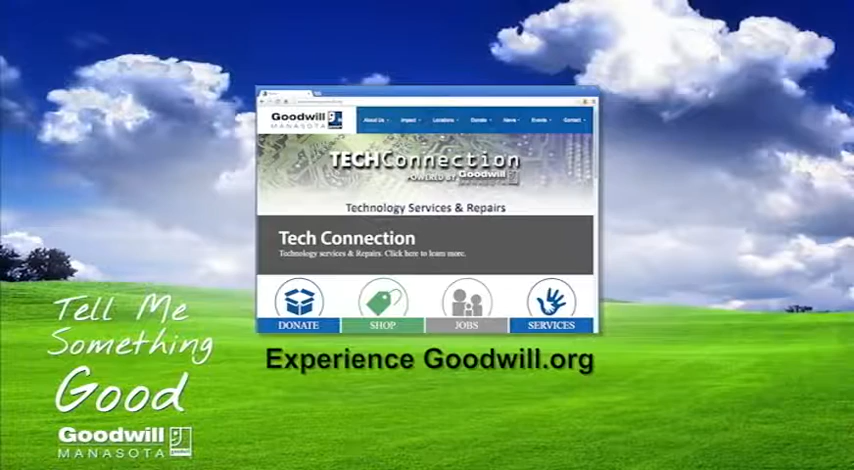 Goodwill
MANASOTA
About Us
Impact
Locations
Donate
News
Events
Contact
TECHConnection
POWERED BY Goodwill
Technology Services & Repairs
Tech Connection
Technology services & Repairs. Click here to learn more.
DONATE
SHOP
JOBS
SERVICES
Experience Goodwill.org
Tell Me
Something
Good
Goodwill
MANASOTA